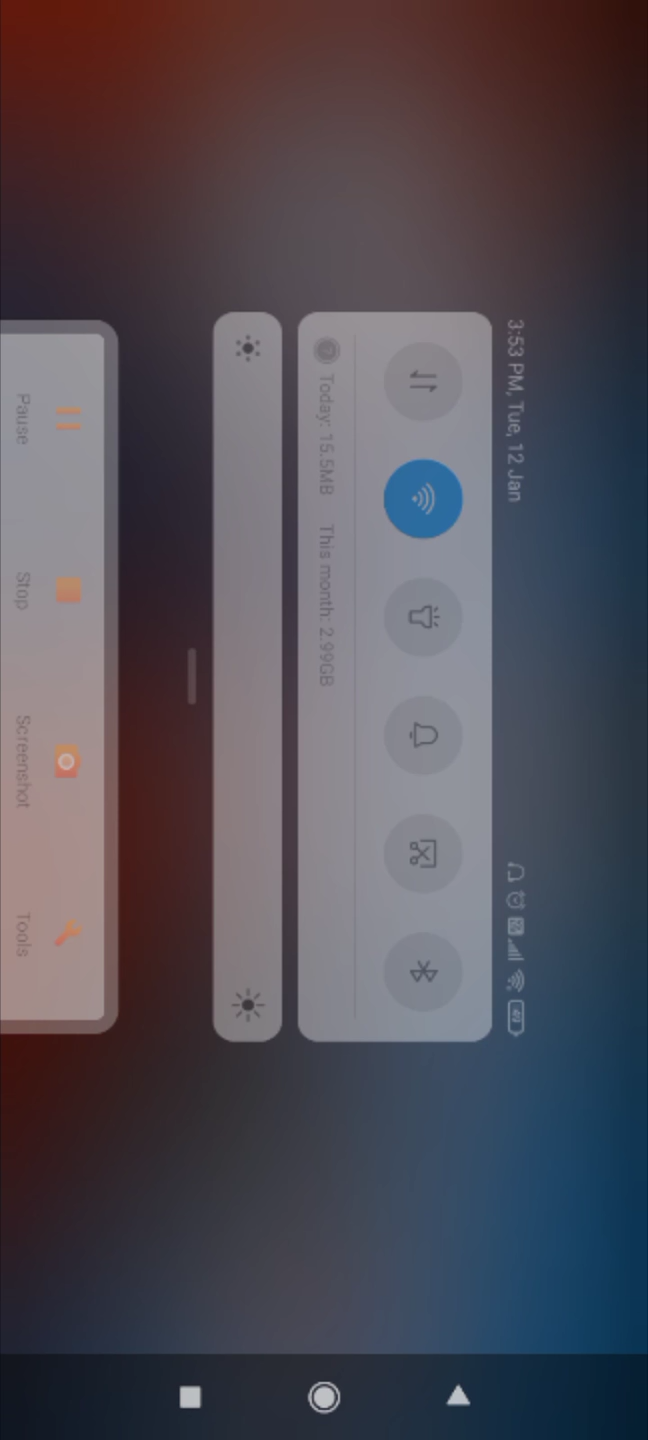 3:53 PM, Tue, 12 Jan
Today: 15.5MB This month: 2.99GB
Pause Stop Screenshot Tools